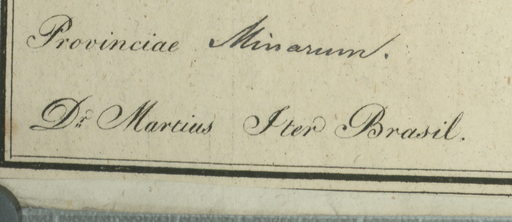 Provinciae Minarum.
Dr. Martius Iter Brasil.